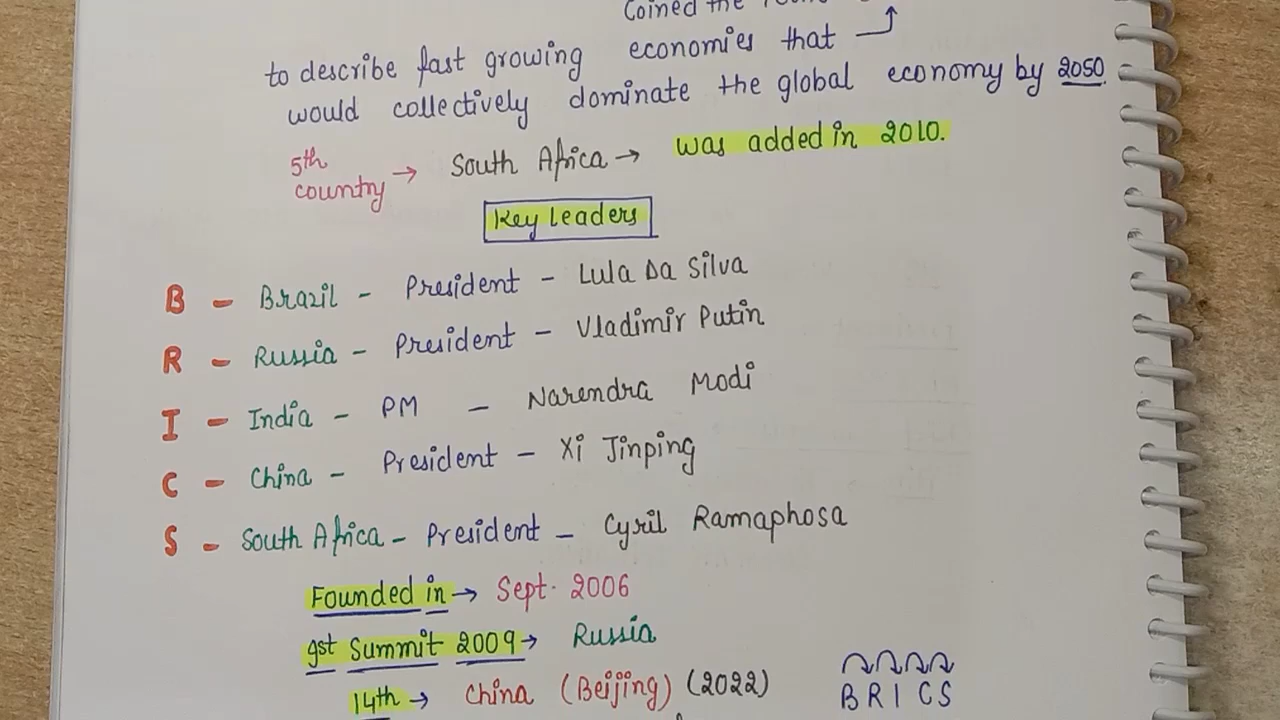 Coined the
to describe fast growing economies that
would collectively dominate the global economy by 2050
5th country → South Africa → was added in 2010.
Key Leaders
B - Brazil - President - Lula Da Silva
R - Russia - President - Vladimir Putin
I - India - PM - Narendra Modi
C - China - President - Xi Jinping
S - South Africa - President - Cyril Ramaphosa
Founded in → Sept. 2006
1st Summit 2009 → Russia
14th → China (Beijing) (2022)
BRICS